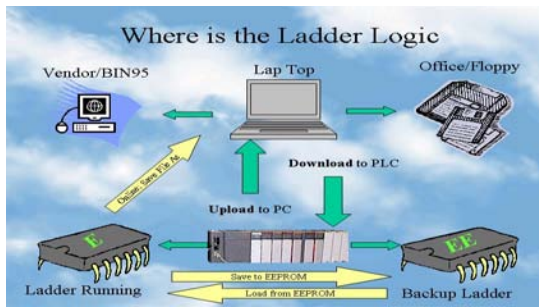 Where is the Ladder Logic
Vendor/BIN95
Lap Top
Office/Floppy
Online, Save File As
Download to PLC
Upload to PC
E
EE
Ladder Running
Save to EEPROM
Load from EEPROM
Backup Ladder